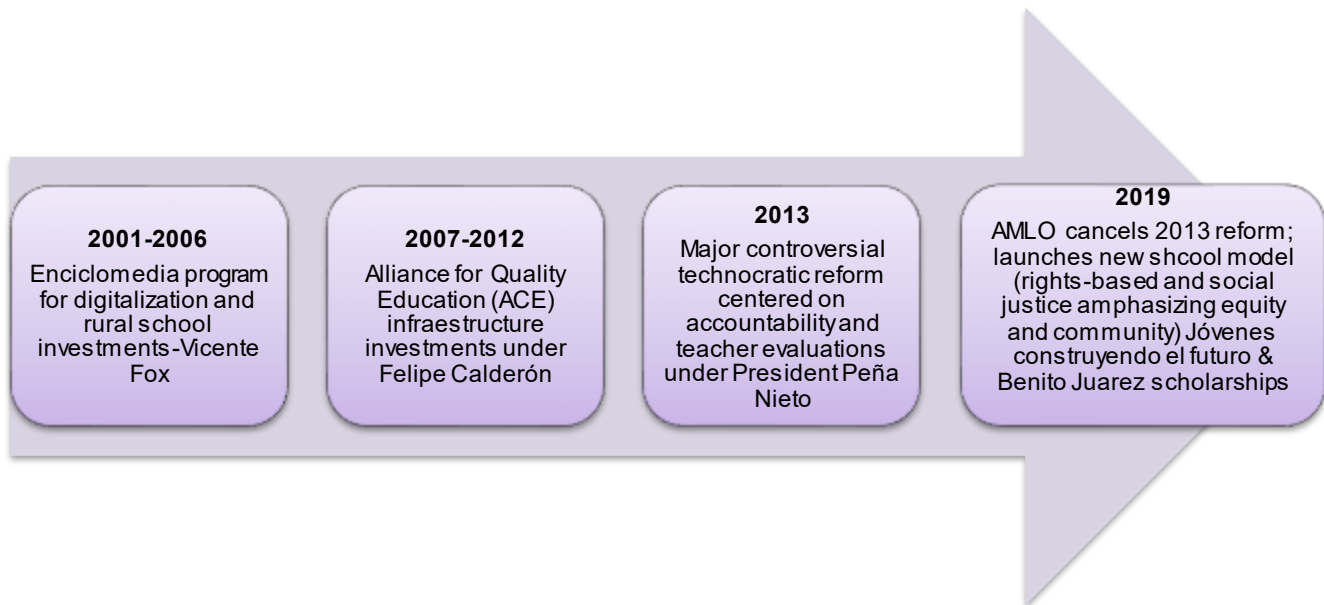 2001-2006
Enciclomedia program
for digitalization and
rural school
investments-Vicente
Fox
2007-2012
Alliance for Quality
Education (ACE)
infraestructure
investments under
Felipe Calderón
2013
Major controversial
technocratic reform
centered on
accountability and
teacher evaluations
under President Peña
Nieto
2019
AMLO cancels 2013 reform;
launches new shcool model
(rights-based and social
justice amphasizing equity
and community) Jóvenes
construyendo el futuro &
Benito Juarez scholarships